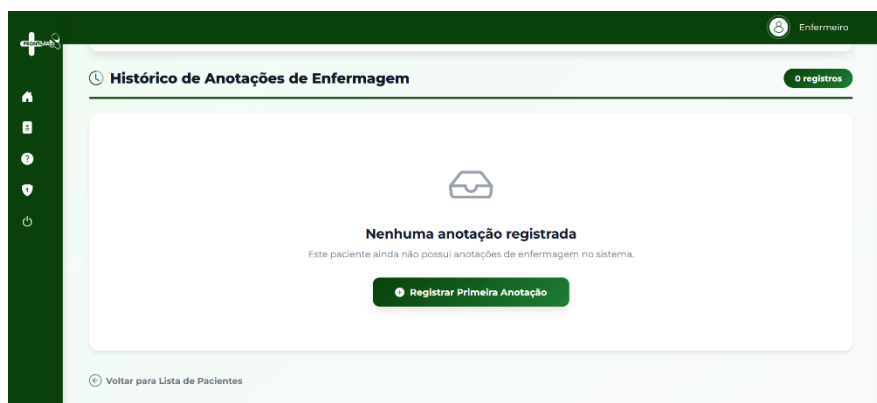 Enfermeiro
PRONTUÁRIO
Histórico de Anotações de Enfermagem
0 registros
Nenhuma anotação registrada
Este paciente ainda não possui anotações de enfermagem no sistema.
Registrar Primeira Anotação
Voltar para Lista de Pacientes